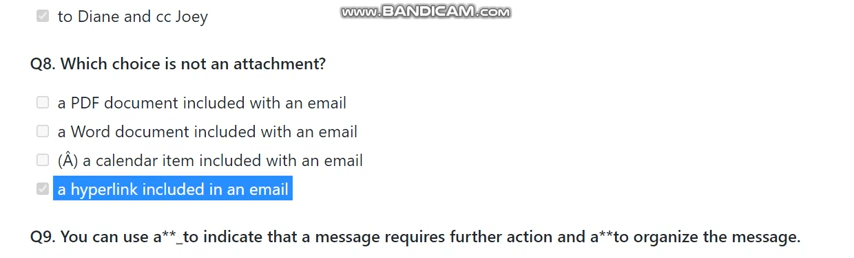 to Diane and cc Joey
www.BANDICAM.com
Q8. Which choice is not an attachment?
a PDF document included with an email
a Word document included with an email
(Â) a calendar item included with an email
a hyperlink included in an email
Q9. You can use a**_to indicate that a message requires further action and a**to organize the message.